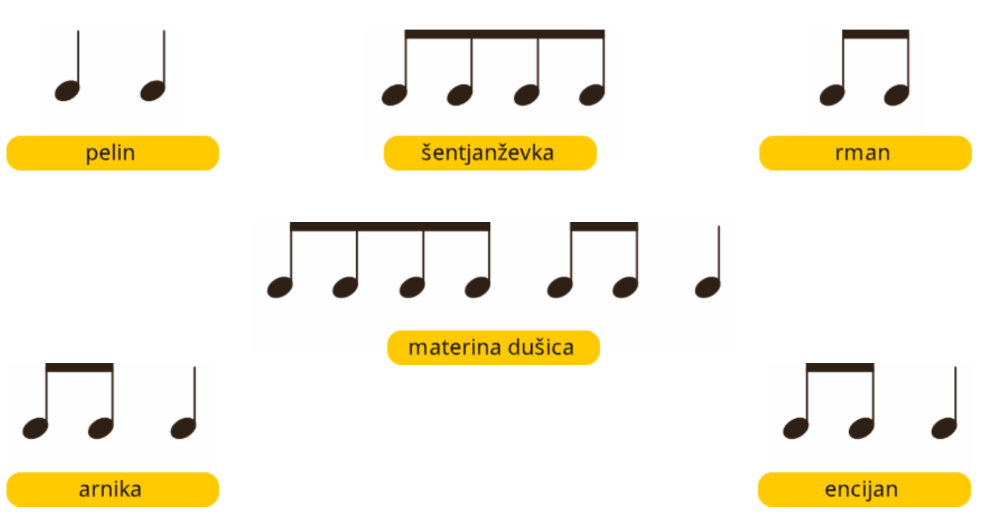 pelin
šentjanževka
rman
materina dušica
arnika
encijan